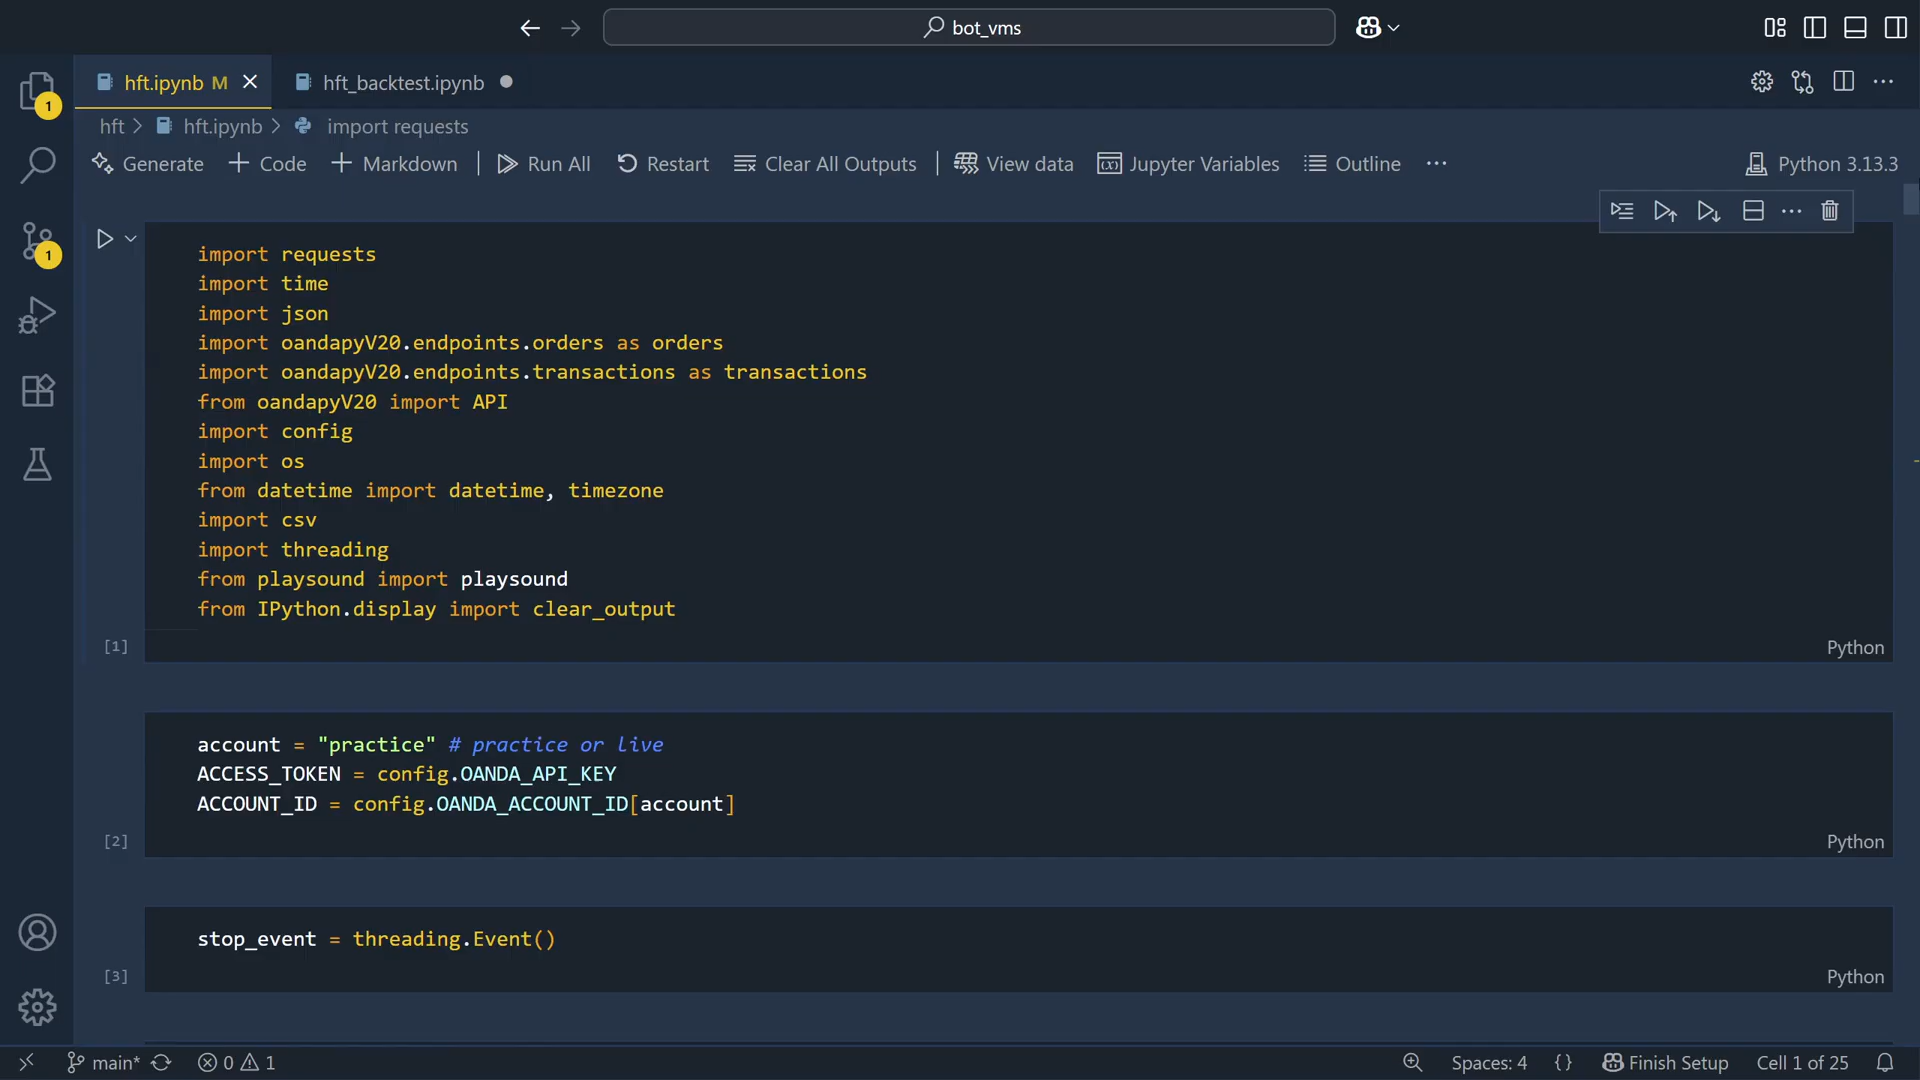 bot_vms
hft.ipynb M
hft_backtest.ipynb
hft > hft.ipynb > import requests
Generate + Code + Markdown Run All Restart Clear All Outputs View data Jupyter Variables Outline ... Python 3.13.3
1
1
import requests
import time
import json
import oandapyV20.endpoints.orders as orders
import oandapyV20.endpoints.transactions as transactions
from oandapyV20 import API
import config
import os
from datetime import datetime, timezone
import csv
import threading
from playsound import playsound
from IPython.display import clear_output
[1]
Python
account = "practice" # practice or live
ACCESS_TOKEN = config.OANDA_API_KEY
ACCOUNT_ID = config.OANDA_ACCOUNT_ID[account]
[2]
Python
stop_event = threading.Event()
[3]
Python
main* 0 1 Spaces: 4 {} Finish Setup Cell 1 of 25